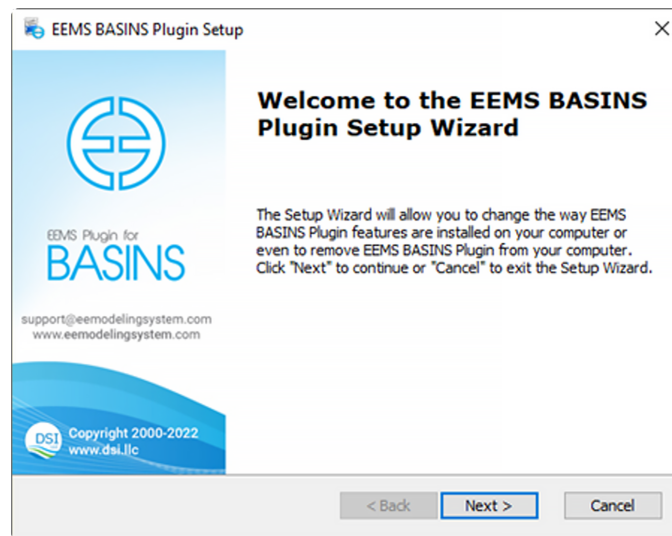 EEMS BASINS Plugin Setup
Welcome to the EEMS BASINS
Plugin Setup Wizard
The Setup Wizard will allow you to change the way EEMS
BASINS Plugin features are installed on your computer or
even to remove EEMS BASINS Plugin from your computer.
Click "Next" to continue or "Cancel" to exit the Setup Wizard.
EEMS Plugin for
BASINS
support@eemodelingsystem.com
www.eemodelingsystem.com
DSI
Copyright 2000-2022
www.dsi.llc
< Back
Next >
Cancel